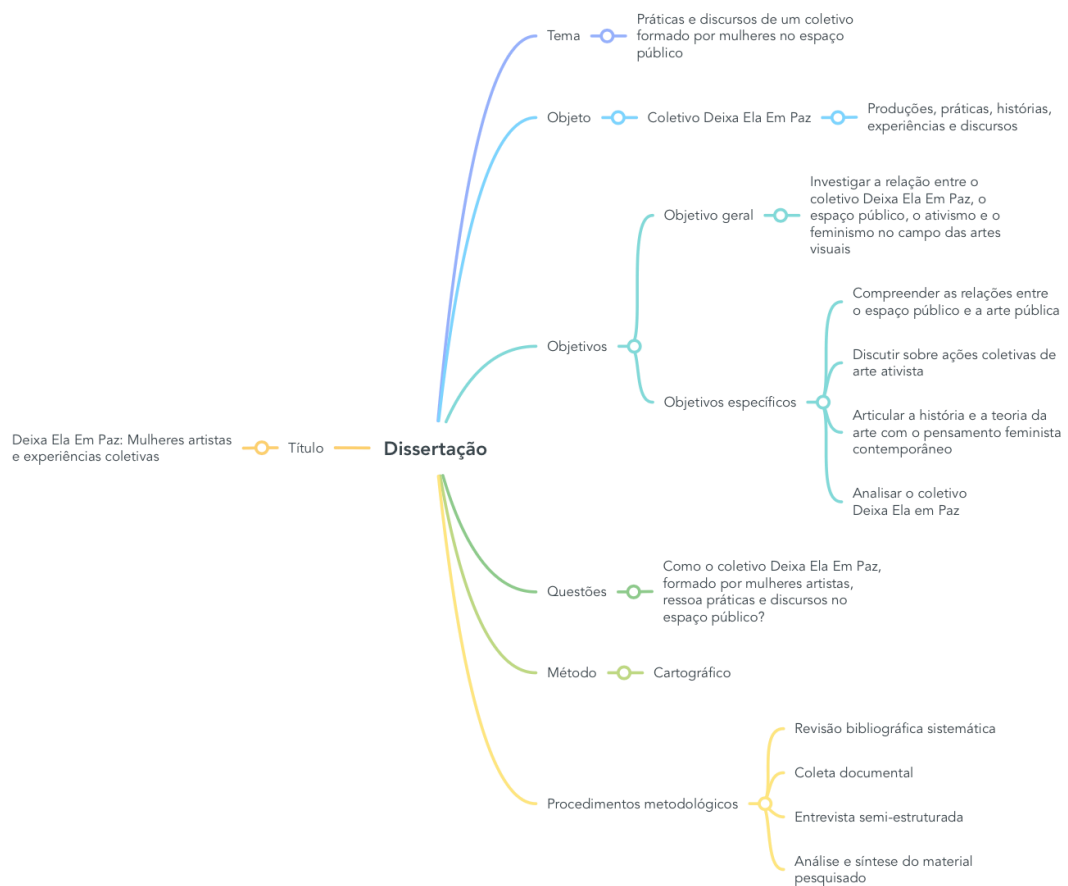 Tema
Práticas e discursos de um coletivo
formado por mulheres no espaço
público
Objeto
Coletivo Deixa Ela Em Paz
Produções, práticas, histórias,
experiências e discursos
Objetivos
Objetivo geral
Investigar a relação entre o
coletivo Deixa Ela Em Paz, o
espaço público, o ativismo e o
feminismo no campo das artes
visuais
Objetivos específicos
Compreender as relações entre
o espaço público e a arte pública
Discutir sobre ações coletivas de
arte ativista
Articular a história e a teoria da
arte com o pensamento feminista
contemporâneo
Analisar o coletivo
Deixa Ela em Paz
Deixa Ela Em Paz: Mulheres artistas
e experiências coletivas
Título
Dissertação
Questões
Como o coletivo Deixa Ela Em Paz,
formado por mulheres artistas,
ressoa práticas e discursos no
espaço público?
Método
Cartográfico
Procedimentos metodológicos
Revisão bibliográfica sistemática
Coleta documental
Entrevista semi-estruturada
Análise e síntese do material
pesquisado